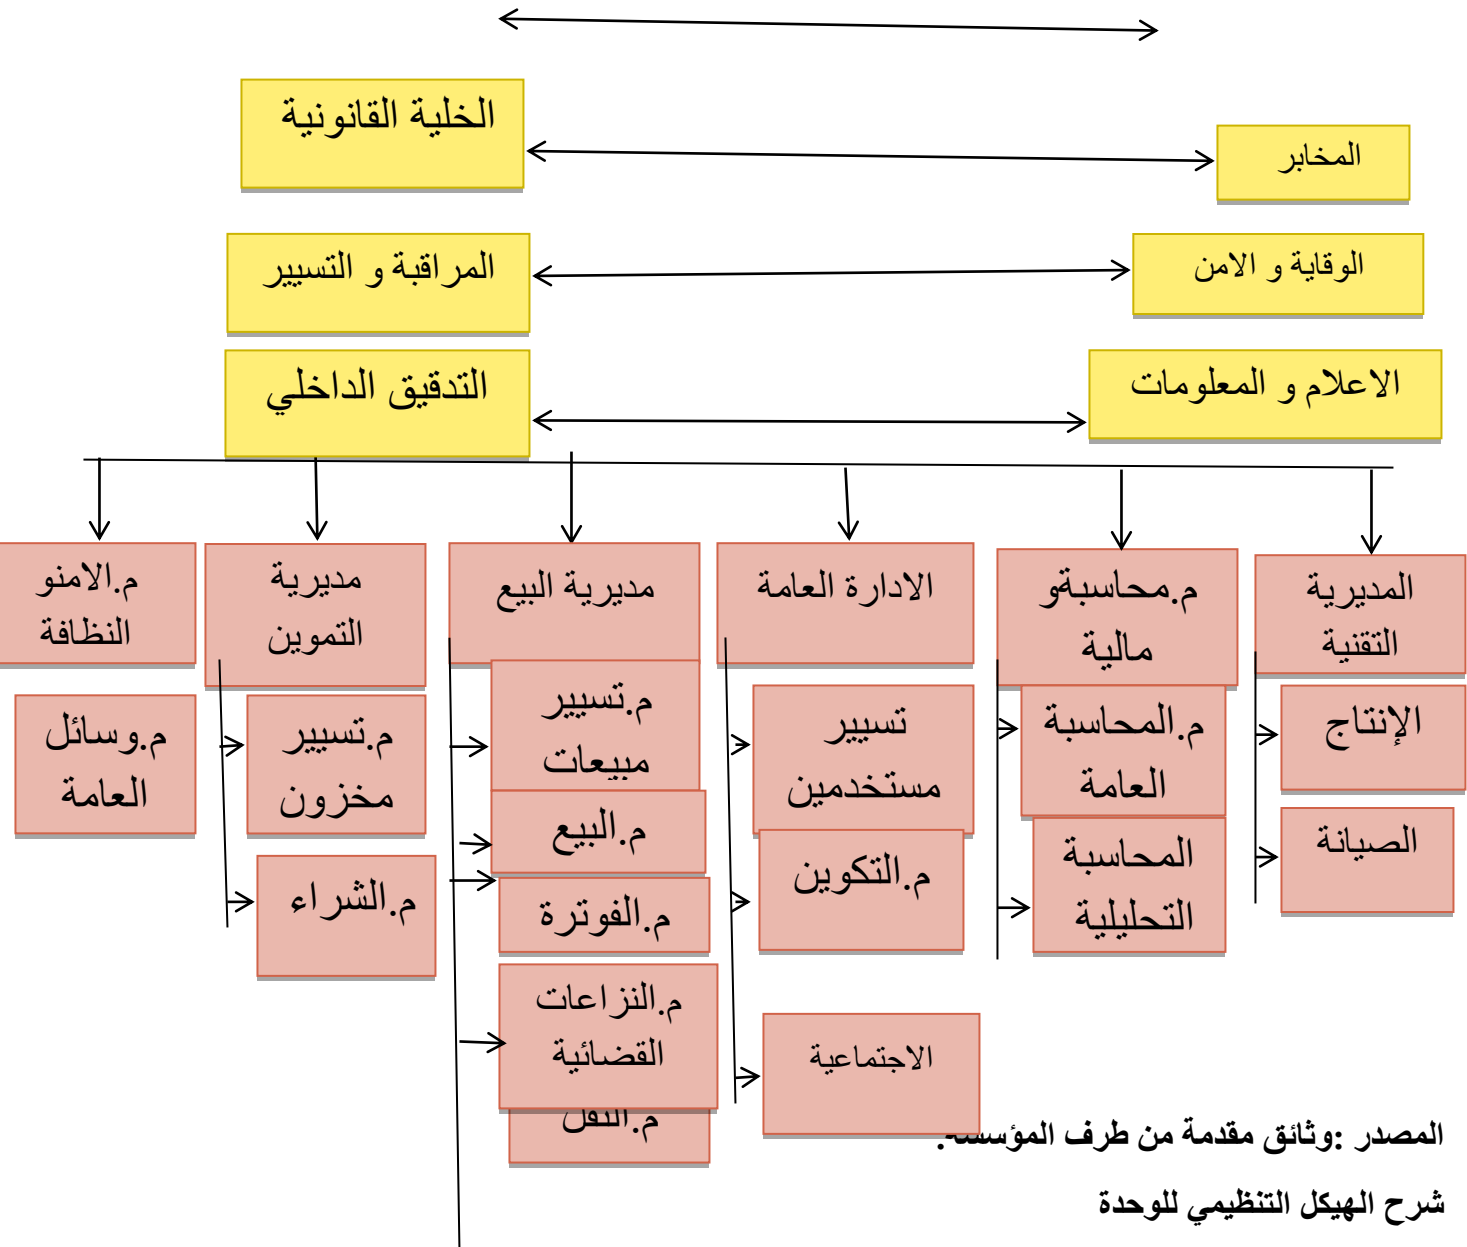 الخلية القانونية
المخابر
المراقبة و التسيير
الوقاية و الامن
التدقيق الداخلي
الاعلام و المعلومات
المديرية
التقنية
م.محاسبةو
مالية
الادارة العامة
مديرية البيع
مديرية
التموين
م.الامنو
النظافة
الإنتاج
الصيانة
م.المحاسبة
العامة
المحاسبة
التحليلية
تسيير
مستخدمين
م.التكوين
الاجتماعية
م.تسيير
مبيعات
م.البيع
م.الفوترة
م.النزاعات
القضائية
م.النقل
م.تسيير
مخزون
م.الشراء
م.وسائل
العامة
المصدر :وثائق مقدمة من طرف المؤسسة.
شرح الهيكل التنظيمي للوحدة